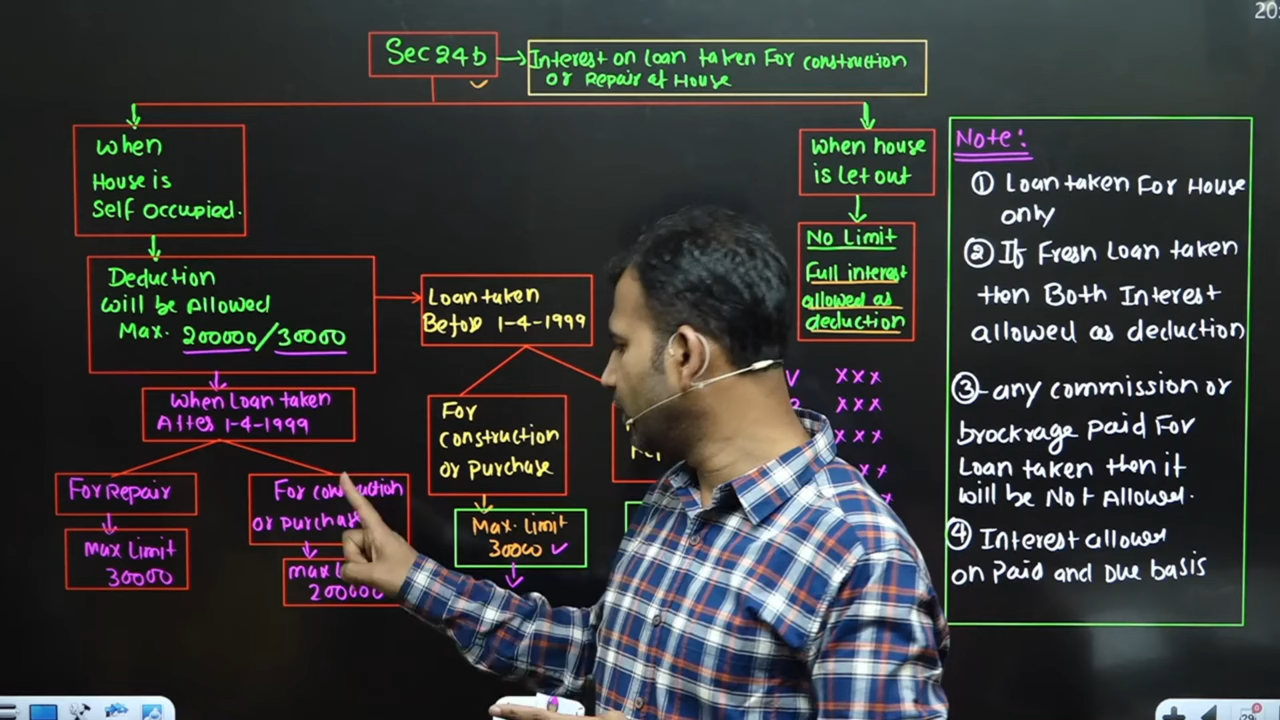 20
Sec 24b
Interest on Loan taken For construction
or Repair of House
When
House is
Self Occupied.
Deduction
will be Allowed
Max. 200000/30000
When Loan taken
After 1-4-1999
For Repair
Max Limit
30000
For construction
or purchase
max
200000
Loan taken
Before 1-4-1999
For
construction
or purchase
Max. Limit
30000
When house
is Let out
No Limit
Full interest
allowed as
deduction
xxx
xxx
xxx
Note:
① Loan taken For House
only
② If Fresh Loan taken
then Both Interest
allowed as deduction
③ - any commission or
brockrage paid For
Loan taken then it
will be Not Allowed.
④ Interest allower
on Paid and Due basis